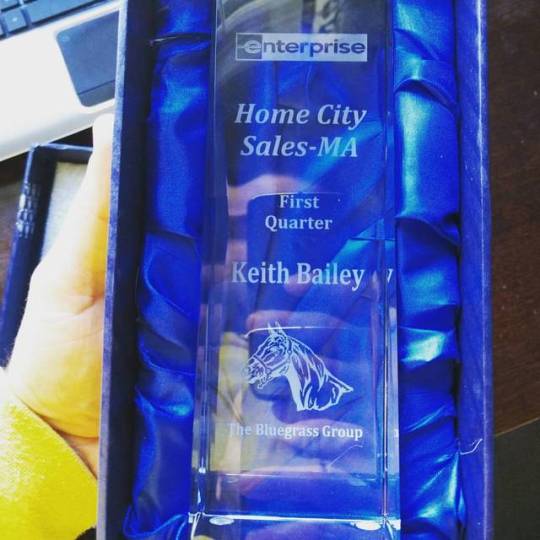 enterprise
Home City
Sales-MA
First
Quarter
Keith Bailey
The Bluegrass Group